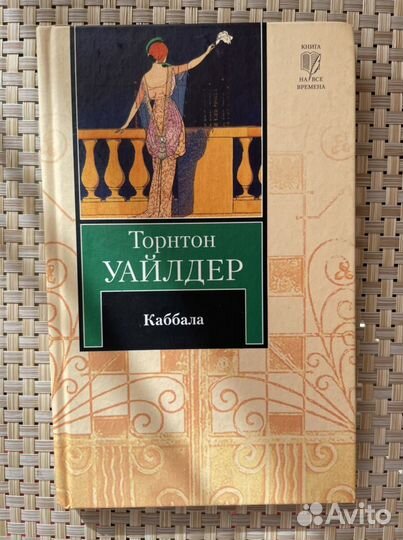 КНИГА
НА ВСЕ
ВРЕМЕНА
Торнтон
УАЙЛДЕР
Каббала
Avito